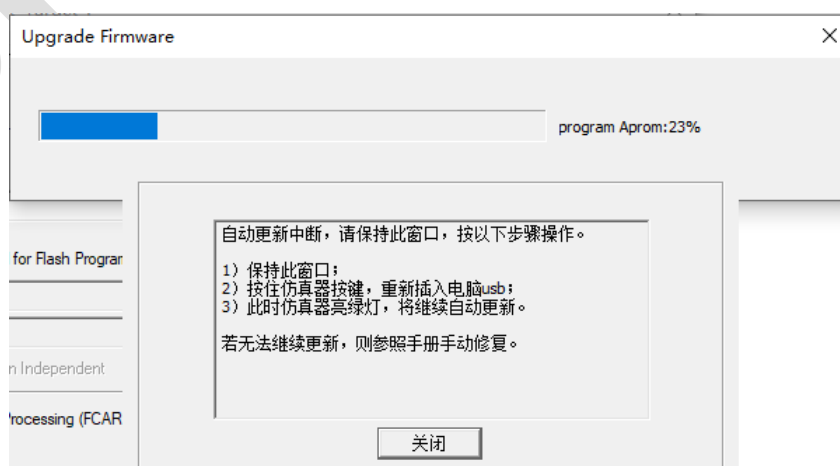 Upgrade Firmware
program Aprom:23%
自动更新中断，请保持此窗口，按以下步骤操作。
1）保持此窗口；
2）按住仿真器按键，重新插入电脑usb；
3）此时仿真器亮绿灯，将继续自动更新。
若无法继续更新，则参照手册手动修复。
关闭
for Flash Progra
n Independent
rocessing (FCAR